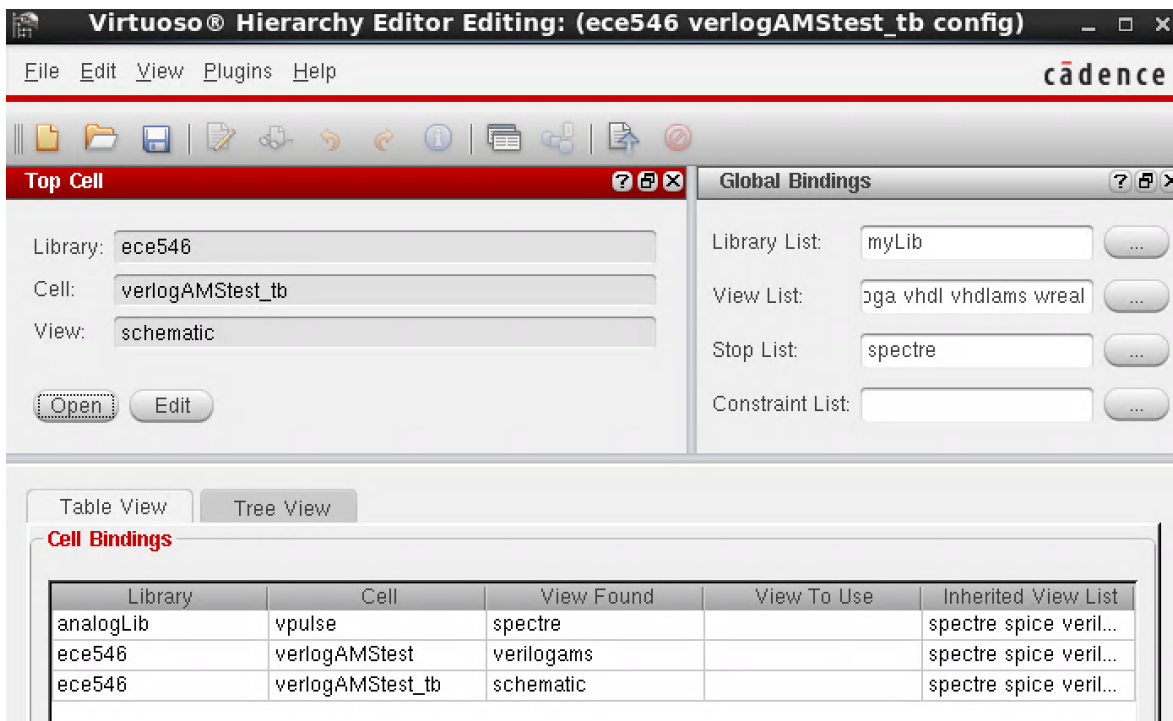 Virtuoso® Hierarchy Editor Editing: (ece546 verlogAMStest_tb config)
File Edit View Plugins Help
cādence
Top Cell
Library: ece546
Cell: verlogAMStest_tb
View: schematic
Open Edit
Global Bindings
Library List: myLib ...
View List: oga vhdl vhdlams wreal ...
Stop List: spectre ...
Constraint List: ...
Table View Tree View
Cell Bindings
Library Cell View Found View To Use Inherited View List
analogLib vpulse spectre spectre spice veril...
ece546 verlogAMStest verilogams spectre spice veril...
ece546 verlogAMStest_tb schematic spectre spice veril...